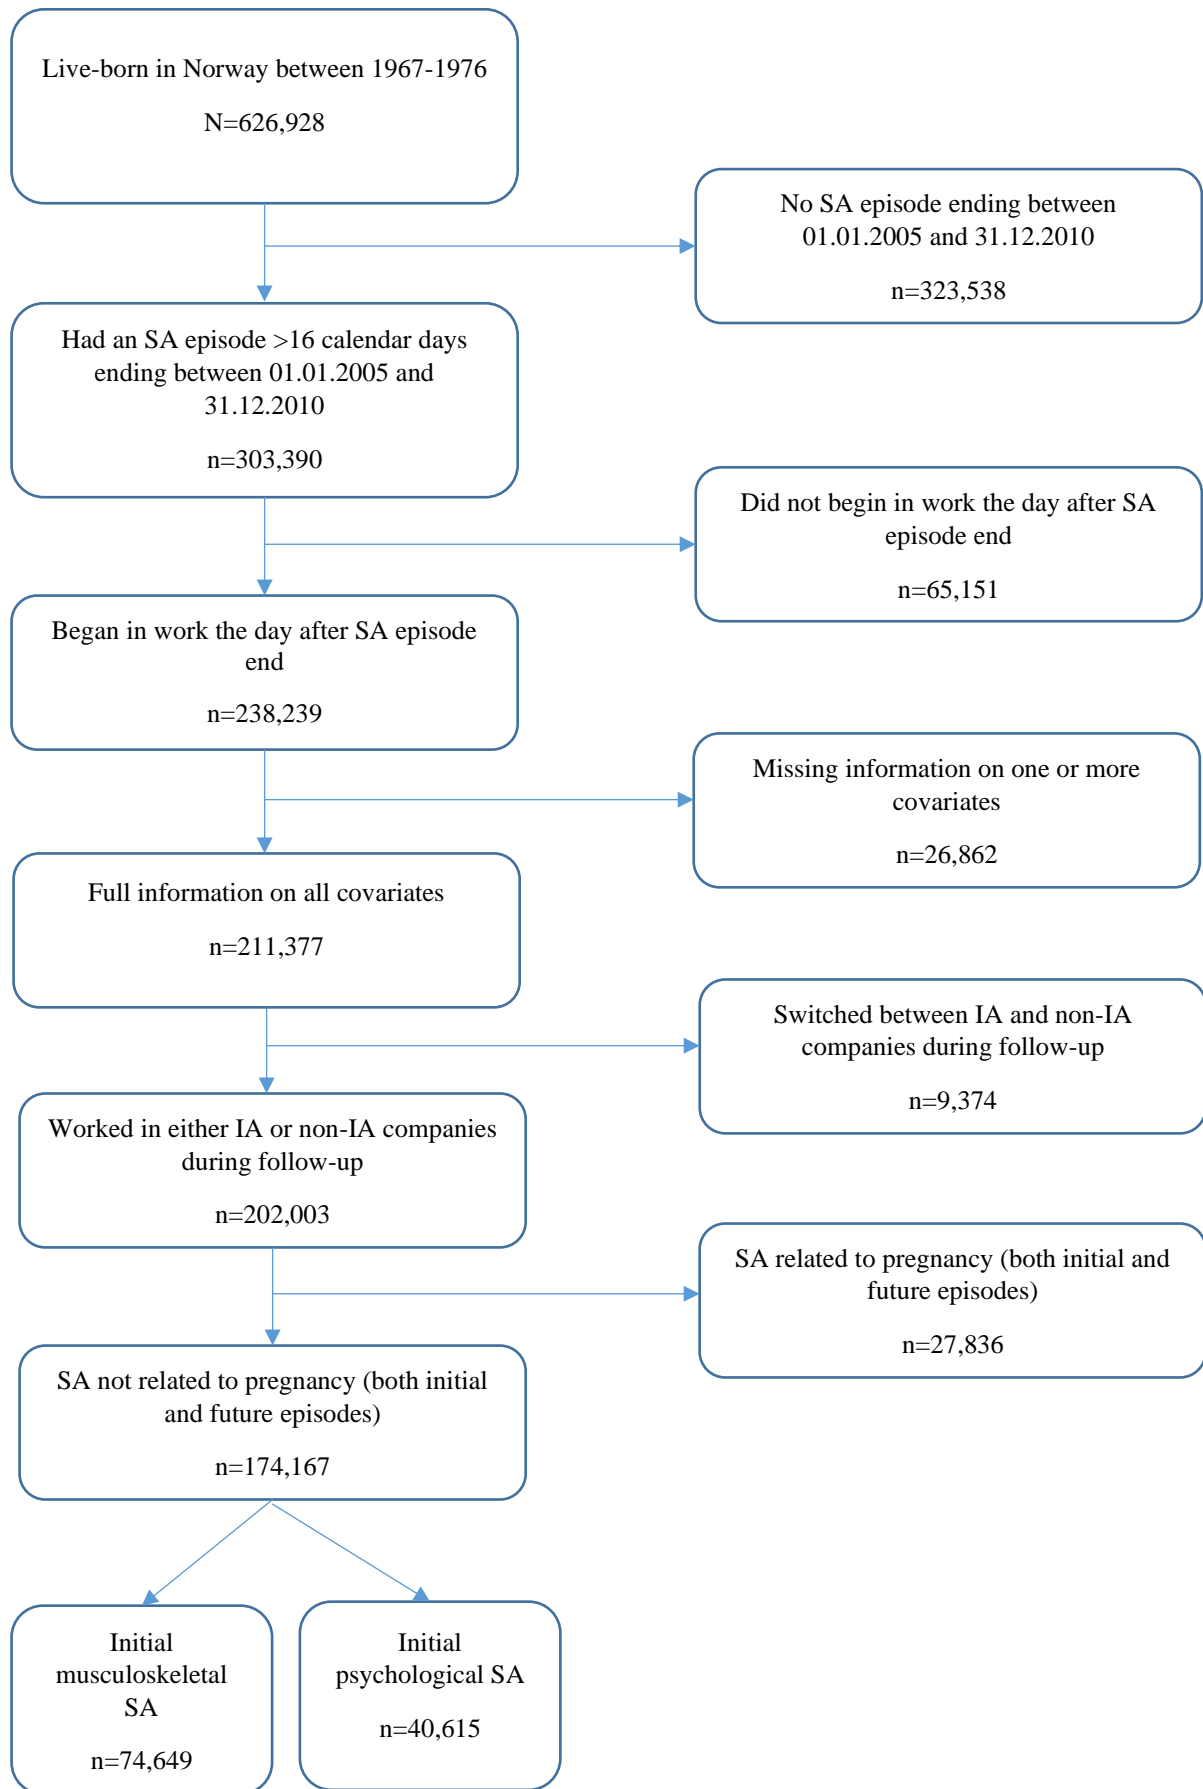 Live-born in Norway between 1967-1976
N=626,928
No SA episode ending between
01.01.2005 and 31.12.2010
n=323,538
Had an SA episode >16 calendar days
ending between 01.01.2005 and
31.12.2010
n=303,390
Did not begin in work the day after SA
episode end
n=65,151
Began in work the day after SA episode
end
n=238,239
Missing information on one or more
covariates
n=26,862
Full information on all covariates
n=211,377
Switched between IA and non-IA
companies during follow-up
n=9,374
Worked in either IA or non-IA companies
during follow-up
n=202,003
SA related to pregnancy (both initial and
future episodes)
n=27,836
SA not related to pregnancy (both initial
and future episodes)
n=174,167
Initial
musculoskeletal
SA
n=74,649
Initial
psychological SA
n=40,615